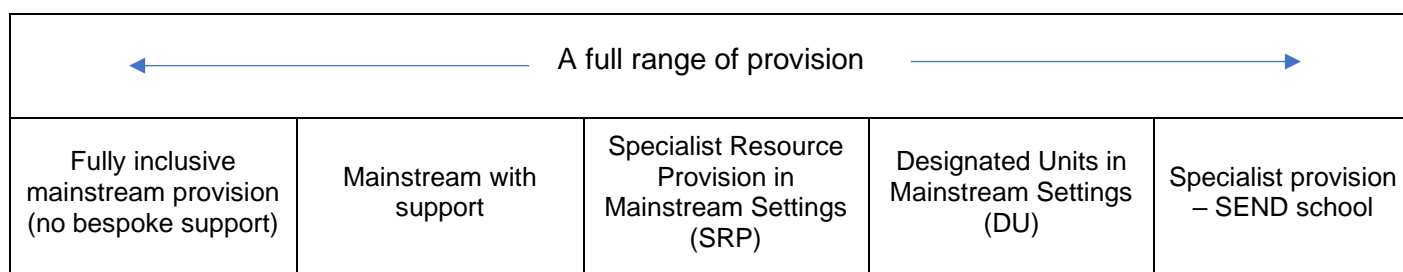 A full range of provision
Fully inclusive
mainstream provision
(no bespoke support)
Mainstream with
support
Specialist Resource
Provision in
Mainstream Settings
(SRP)
Designated Units in
Mainstream Settings
(DU)
Specialist provision
– SEND school